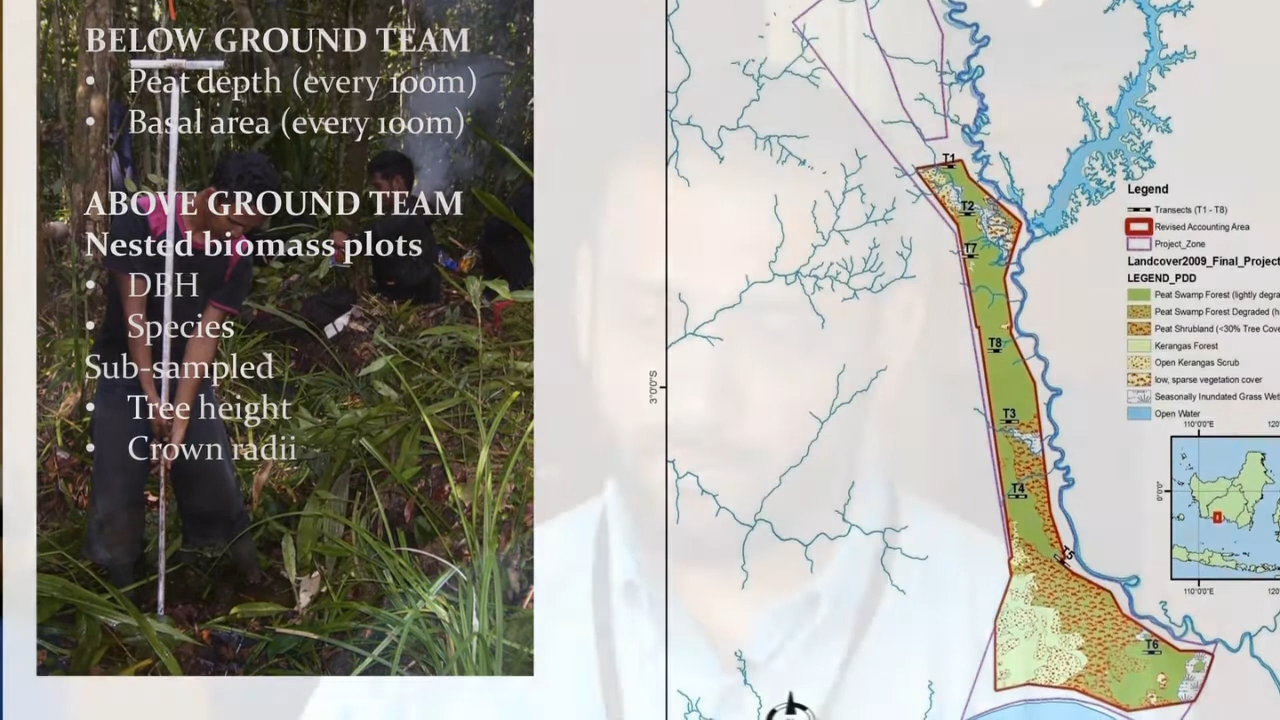 BELOW GROUND TEAM
• Peat depth (every 100m)
• Basal area (every 100m)
ABOVE GROUND TEAM
Nested biomass plots
• DBH
• Species
Sub-sampled
• Tree height
• Crown radii
3°0'0"S
T1
T2
T7
T8
T3
T4
T5
T6
Legend
Transects (T1 - T8)
Revised Accounting Area
Project_Zone
Landcover2009_Final_Project
LEGEND_PDD
Peat Swamp Forest (lightly degra
Peat Swamp Forest Degraded (h
Peat Shrubland (<30% Tree Cove
Kerangas Forest
Open Kerangas Scrub
low, sparse vegetation cover
Seasonally Inundated Grass Wet
Open Water
110°0'0"E 120°
0°0'0"
110°0'0"E 120°